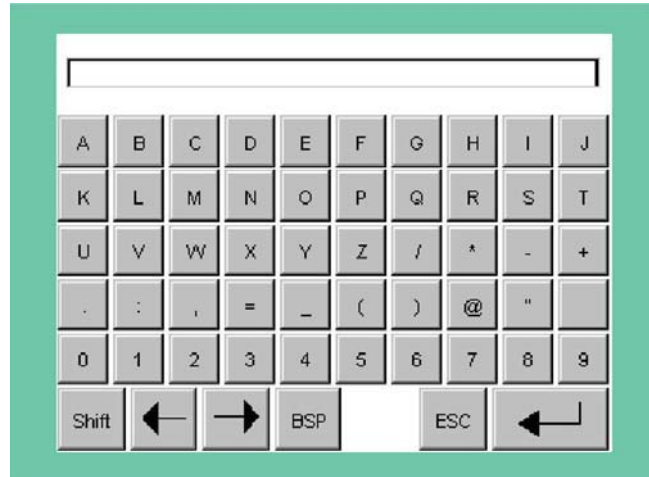 A B C D E F G H I J
K L M N O P Q R S T
U V W X Y Z / * - +
. : , = _ ( ) @ "
0 1 2 3 4 5 6 7 8 9
Shift BSP ESC